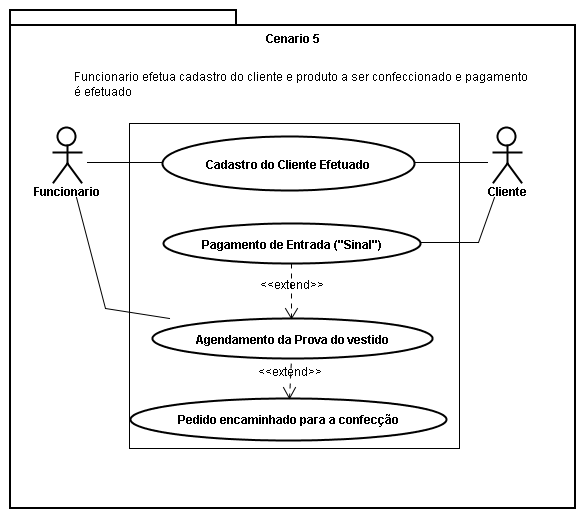 Cenario 5
Funcionario efetua cadastro do cliente e produto a ser confeccionado e pagamento
é efetuado
Cadastro do Cliente Efetuado
Funcionario
Cliente
Pagamento de Entrada ("Sinal")
<<extend>>
Agendamento da Prova do vestido
<<extend>>
Pedido encaminhado para a confecção